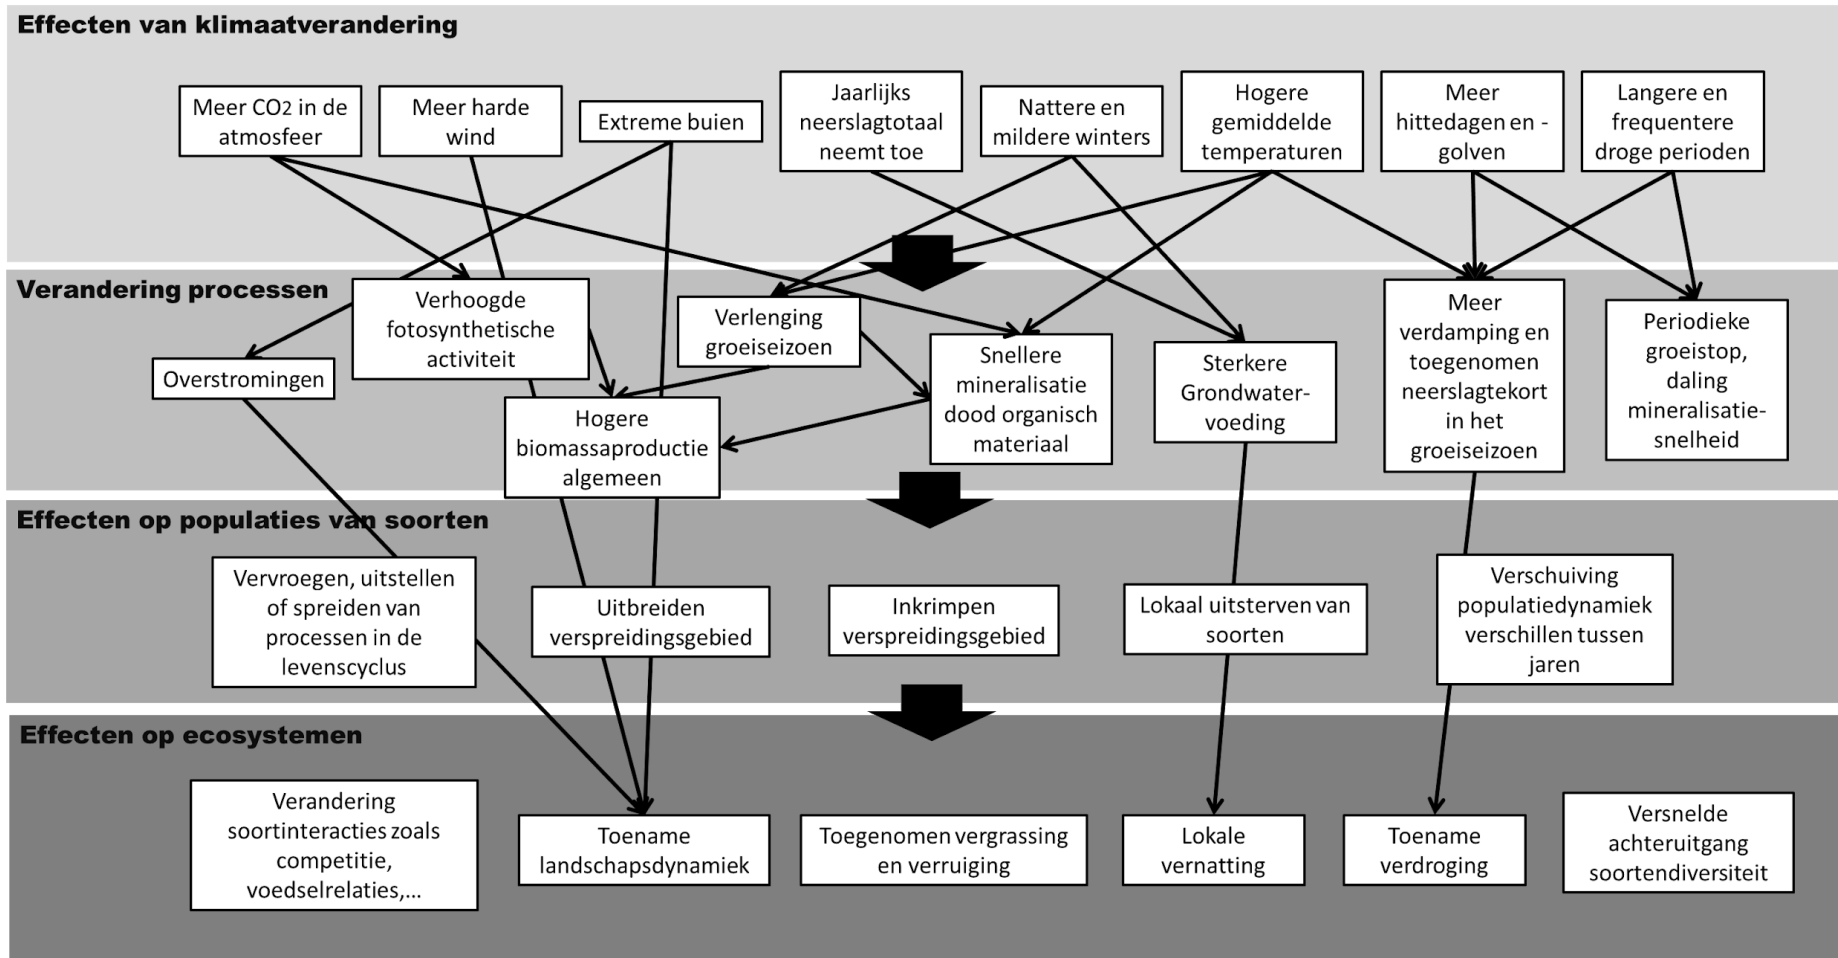 Effecten van klimaatverandering
Meer CO2 in de
atmosfeer
Meer harde
wind
Extreme buien
Jaarlijks
neerslagtotaal
neemt toe
Nattere en
mildere winters
Hogere
gemiddelde
temperaturen
Meer
hittedagen en -
golven
Langere en
frequentere
droge perioden
Verandering processen
Overstromingen
Verhoogde
fotosynthetische
activiteit
Hogere
biomassaproductie
algemeen
Verlenging
groeiseizoen
Snellere
mineralisatie
dood organisch
materiaal
Sterkere
Grondwater-
voeding
Meer
verdamping en
toegenomen
neerslagtekort
in het
groeiseizoen
Periodieke
groeistop,
daling
mineralisatie-
snelheid
Effecten op populaties van soorten
Vervroegen, uitstellen
of spreiden van
processen in de
levenscyclus
Uitbreiden
verspreidingsgebied
Inkrimpen
verspreidingsgebied
Lokaal uitsterven van
soorten
Verschuiving
populatiedynamiek
verschillen tussen
jaren
Effecten op ecosystemen
Verandering
soortinteracties zoals
competitie,
voedselrelaties,...
Toename
landschapsdynamiek
Toegenomen vergrassing
en verruiging
Lokale
vernatting
Toename
verdroging
Versnelde
achteruitgang
soortendiversiteit